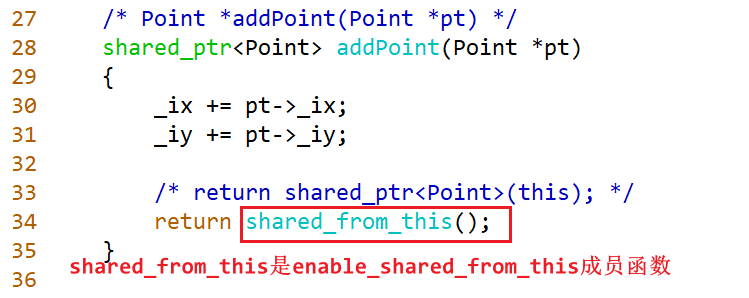 27 /* Point *addPoint(Point *pt) */
28 shared_ptr<Point> addPoint(Point *pt)
29 {
30 _ix += pt->_ix;
31 _iy += pt->_iy;
32
33 /* return shared_ptr<Point>(this); */
34 return shared_from_this();
35 }
shared_from_this是enable_shared_from_this成员函数
36